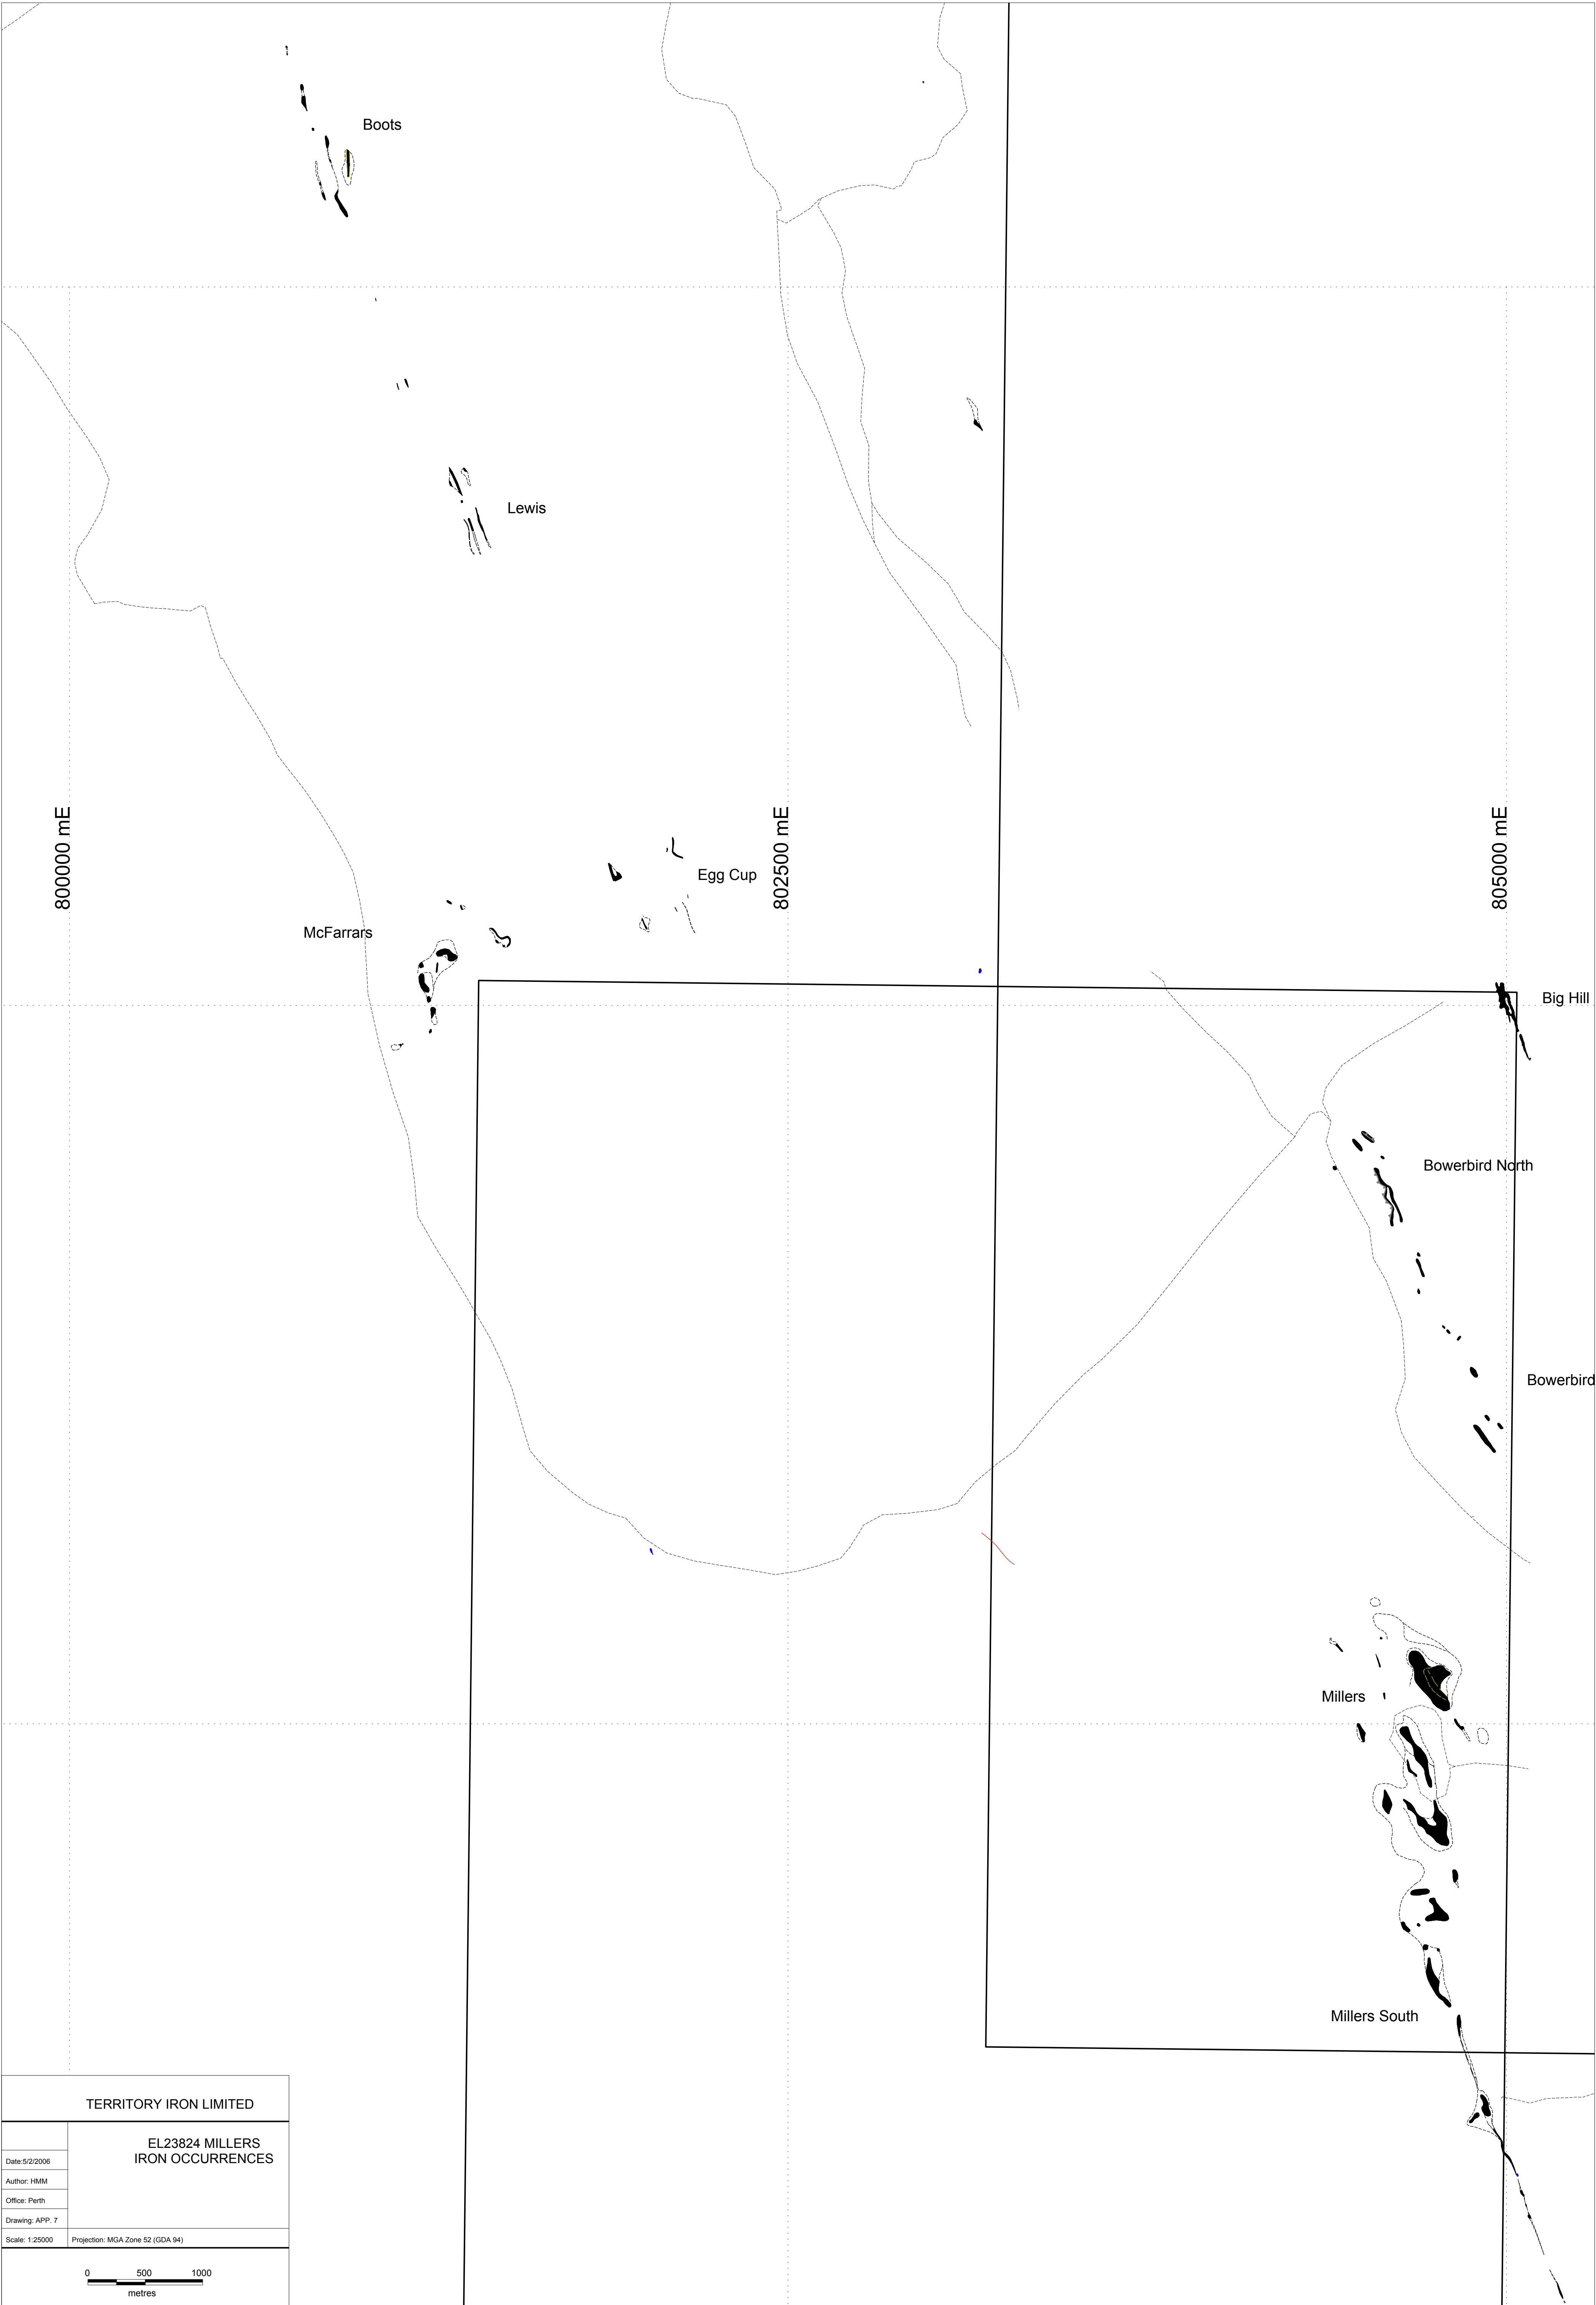 Boots
Lewis
800000 mE
802500 mE
805000 mE
Egg Cup
McFarrars
Big Hill
Bowerbird North
Bowerbird
Millers
Millers South
TERRITORY IRON LIMITED
EL23824 MILLERS
IRON OCCURRENCES
Date:5/2/2006
Author: HMM
Office: Perth
Drawing: APP. 7
Scale: 1:25000
Projection: MGA Zone 52 (GDA 94)
0 500 1000
metres